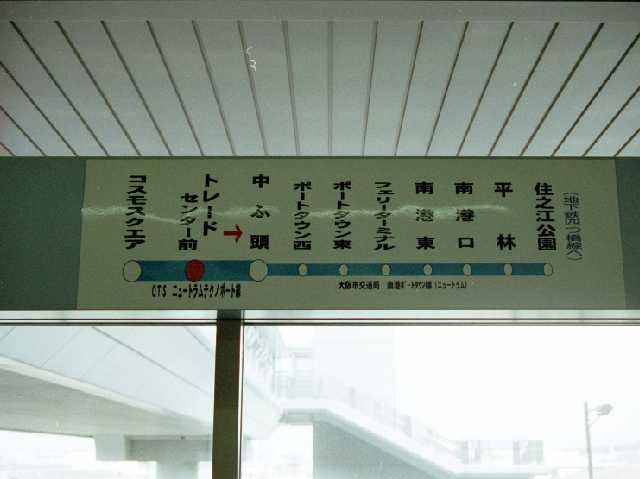 コスモスクエア
トレード
センター前
中ふ頭
ポートタウン西
ポートタウン東
フェリーターミナル
南港東
南港口
平林
住之江公園
(地下鉄四つ橋線へ)
CTS ニュートラムテクノポート線
大阪市交通局 南港ポートタウン線 (ニュートラム)